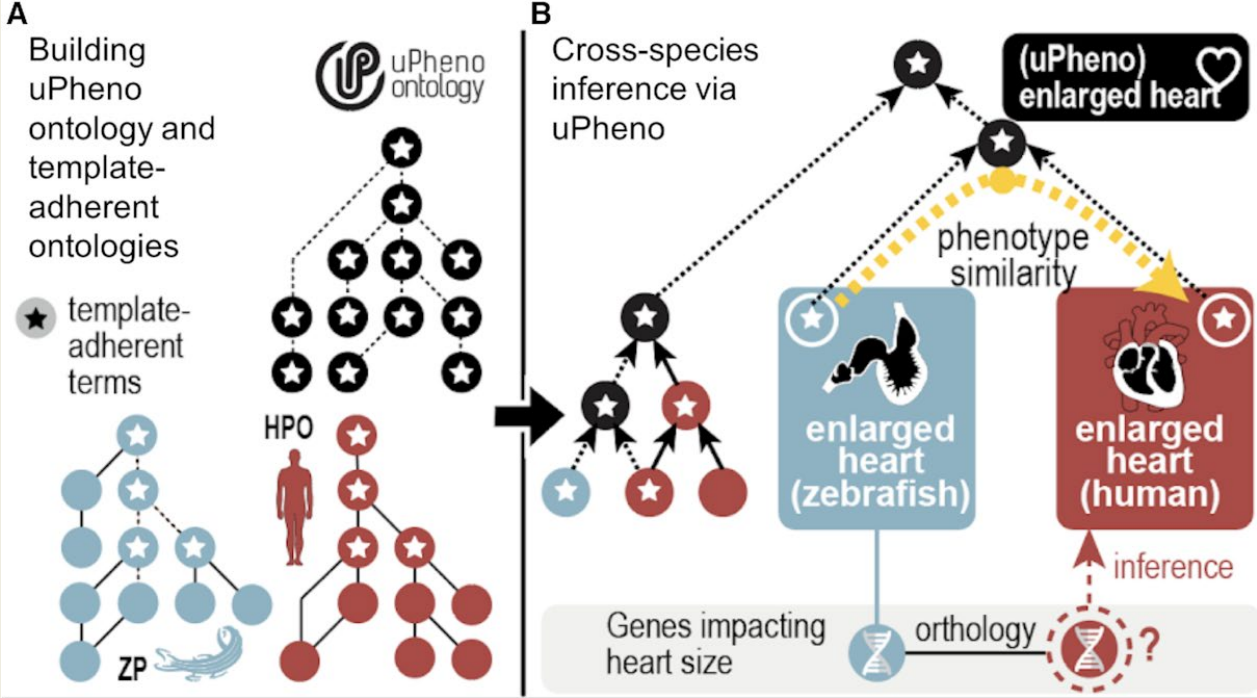 A
Building
uPheno
ontology and
template-
adherent
ontologies
uPheno
ontology
template-
adherent
terms
HPO
ZP
B
Cross-species
inference via
uPheno
(uPheno)
enlarged heart
phenotype
similarity
enlarged
heart
(zebrafish)
enlarged
heart
(human)
inference
Genes impacting
heart size
orthology
?